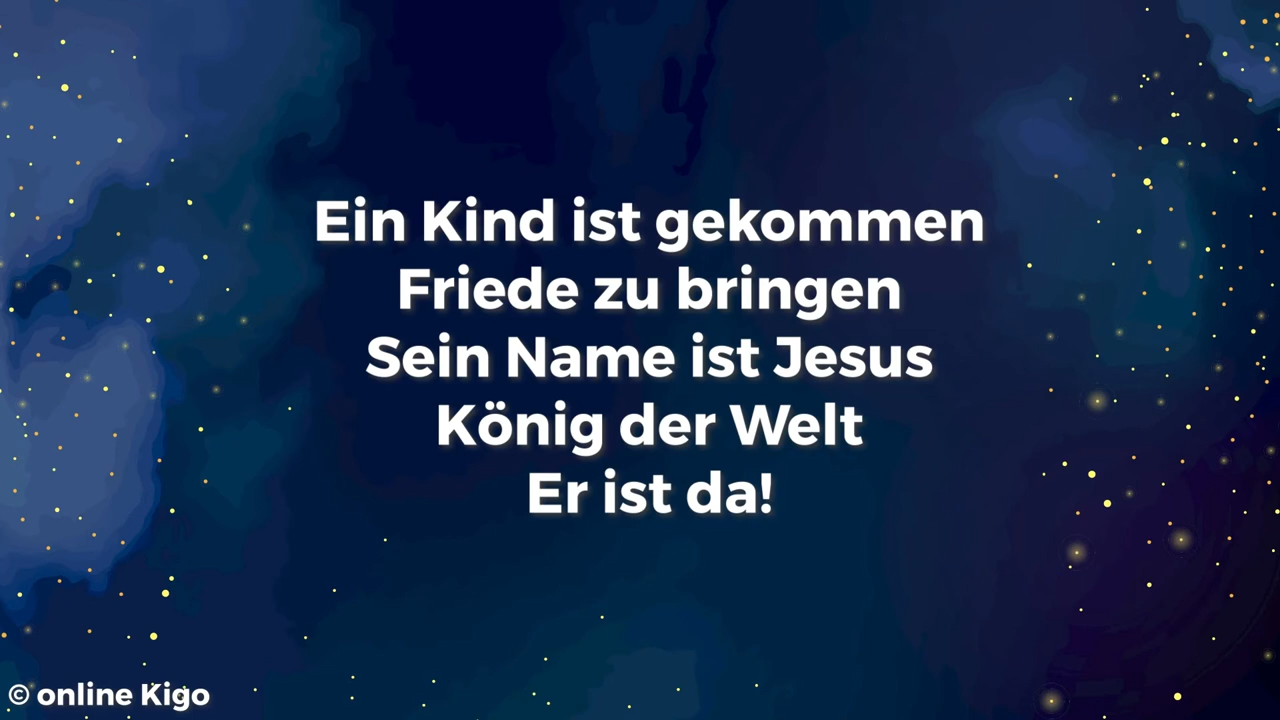 Ein Kind ist gekommen
Friede zu bringen
Sein Name ist Jesus
König der Welt
Er ist da!
© online Kigo